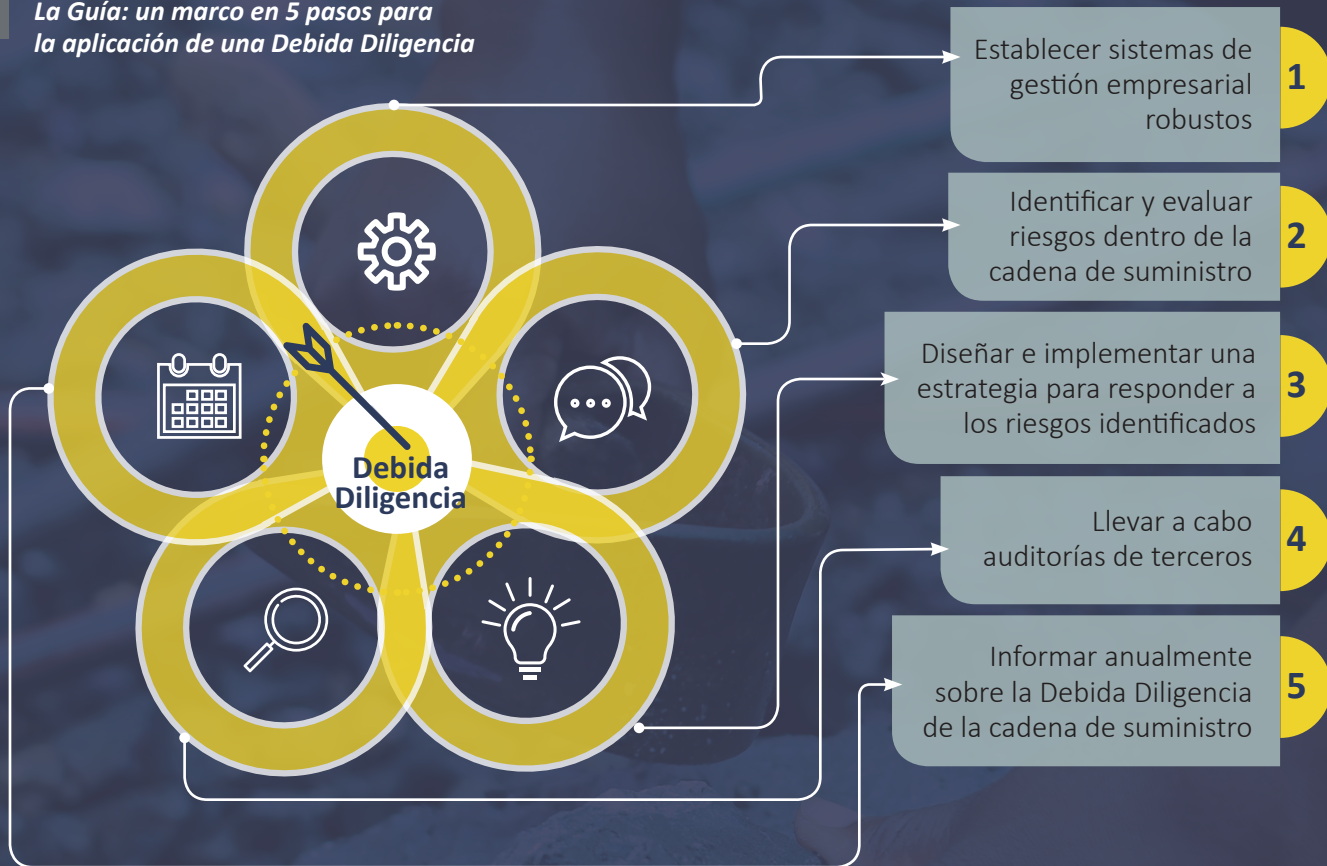 La Guía: un marco en 5 pasos para
la aplicación de una Debida Diligencia
Debida
Diligencia
Establecer sistemas de
gestión empresarial
robustos
1
Identificar y evaluar
riesgos dentro de la
cadena de suministro
2
Diseñar e implementar una
estrategia para responder a
los riesgos identificados
3
Llevar a cabo
auditorías de terceros
4
Informar anualmente
sobre la Debida Diligencia
de la cadena de suministro
5